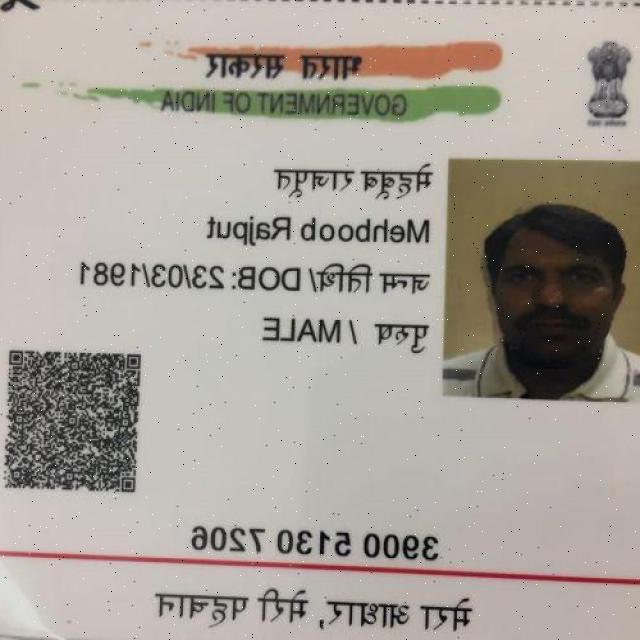 भारत सरकार
GOVERNMENT OF INDIA
मेहबूब राजपूत
Mehboob Rajput
जन्म तिथि/ DOB: 23/03/1981
पुरुष / MALE
3900 5130 7206
मेरा आधार, मेरी पहचान